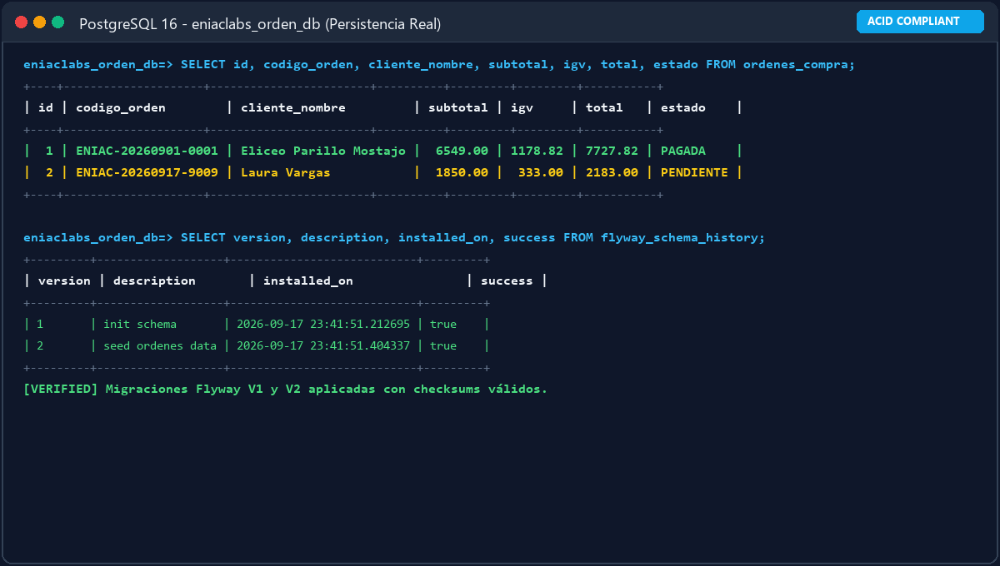 PostgreSQL 16 - eniaclabs_orden_db (Persistencia Real)
ACID COMPLIANT
eniaclabs_orden_db=> SELECT id, codigo_orden, cliente_nombre, subtotal, igv, total, estado FROM ordenes_compra;
+----+-------------------+----------------------+---------+---------+--------+----------+
| id | codigo_orden        | cliente_nombre         | subtotal | igv     | total   | estado    |
+----+-------------------+----------------------+---------+---------+--------+----------+
|  1 | ENIAC-20260901-0001 | Eliceo Parillo Mostajo |  6549.00 | 1178.82 | 7727.82 | PAGADA    |
|  2 | ENIAC-20260917-9009 | Laura Vargas           |  1850.00 |  333.00 | 2183.00 | PENDIENTE |
+----+-------------------+----------------------+---------+---------+--------+----------+
eniaclabs_orden_db=> SELECT version, description, installed_on, success FROM flyway_schema_history;
+---------+-------------------+----------------------------+---------+
| version | description       | installed_on               | success |
+---------+-------------------+----------------------------+---------+
| 1       | init schema       | 2026-09-17 23:41:51.212695 | true    |
| 2       | seed ordenes data | 2026-09-17 23:41:51.404337 | true    |
+---------+-------------------+----------------------------+---------+
[VERIFIED] Migraciones Flyway V1 y V2 aplicadas con checksums válidos.